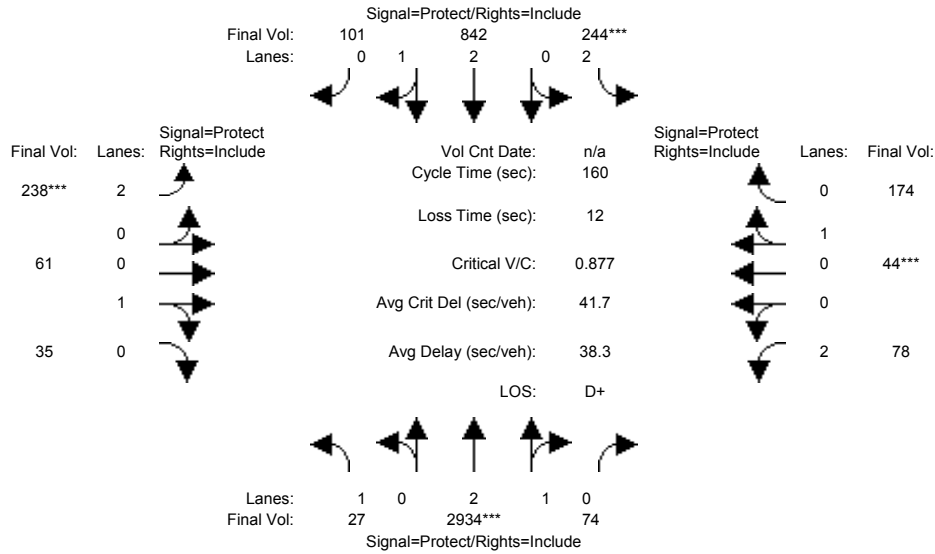 Signal=Protect/Rights=Include
Final Vol: 101 842 244***
Lanes: 0 1 2 0 2
Signal=Protect Signal=Protect
Final Vol: Lanes: Rights=Include Vol Cnt Date: n/a Rights=Include Lanes: Final Vol:
Cycle Time (sec): 160
238*** 2 0 174
Loss Time (sec): 12
0 1
61 0 Critical V/C: 0.877 0 44***
1 Avg Crit Del (sec/veh): 41.7 0
35 0 Avg Delay (sec/veh): 38.3 2 78
LOS: D+
Lanes: 1 0 2 1 0
Final Vol: 27 2934*** 74
Signal=Protect/Rights=Include